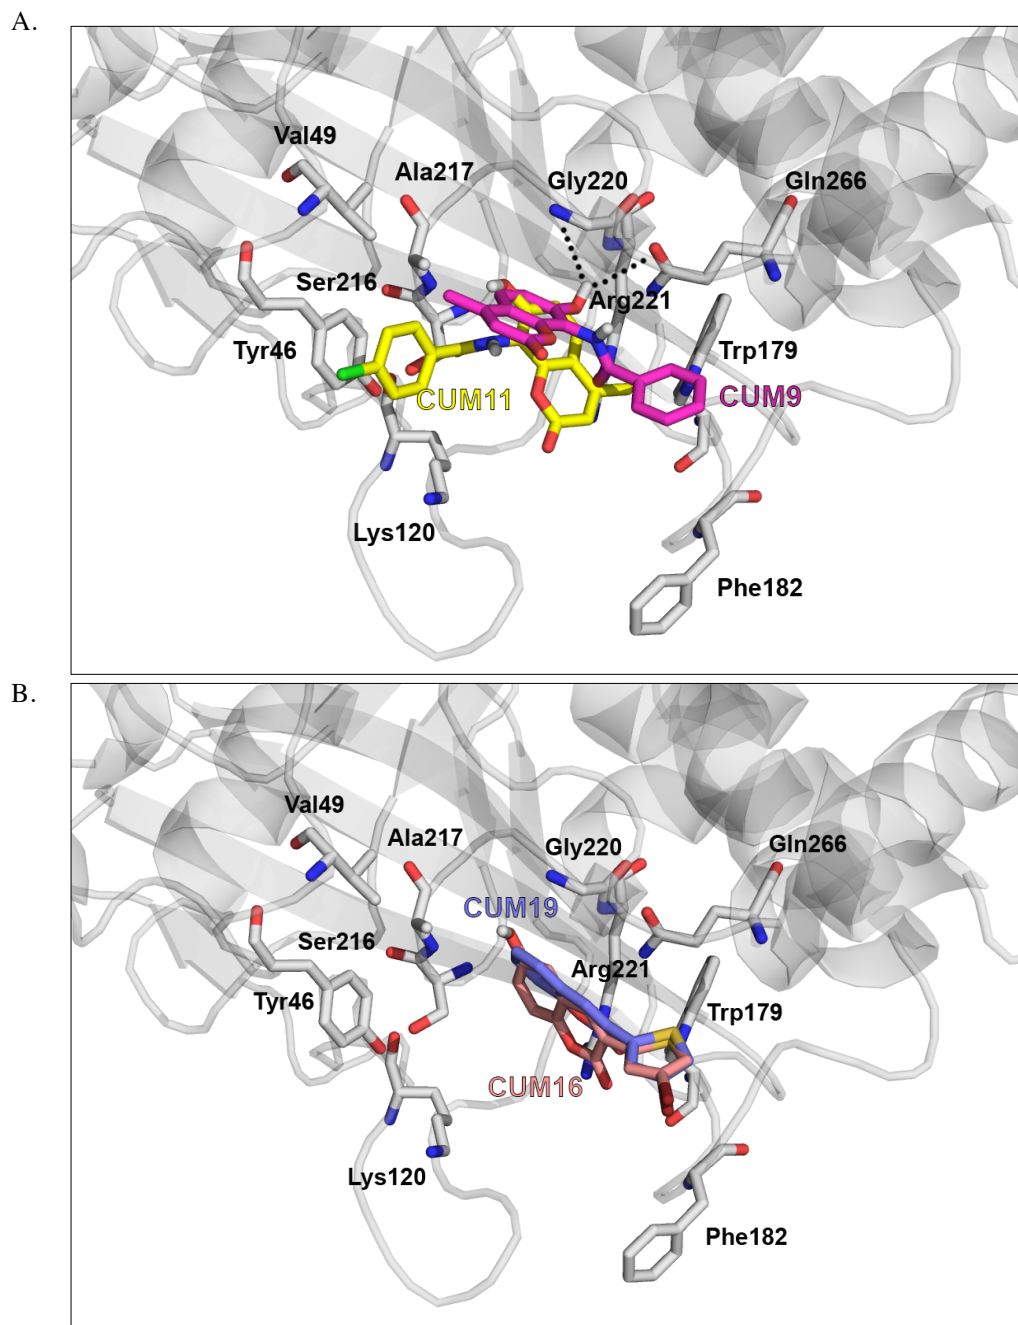 A.
Val49
Ala217
Gly220
Gln266
Ser216
Arg221
Tyr46
Trp179
CUM11
CUM9
Lys120
Phe182
B.
Val49
Ala217
Gly220
Gln266
CUM19
Ser216
Arg221
Tyr46
Trp179
CUM16
Lys120
Phe182